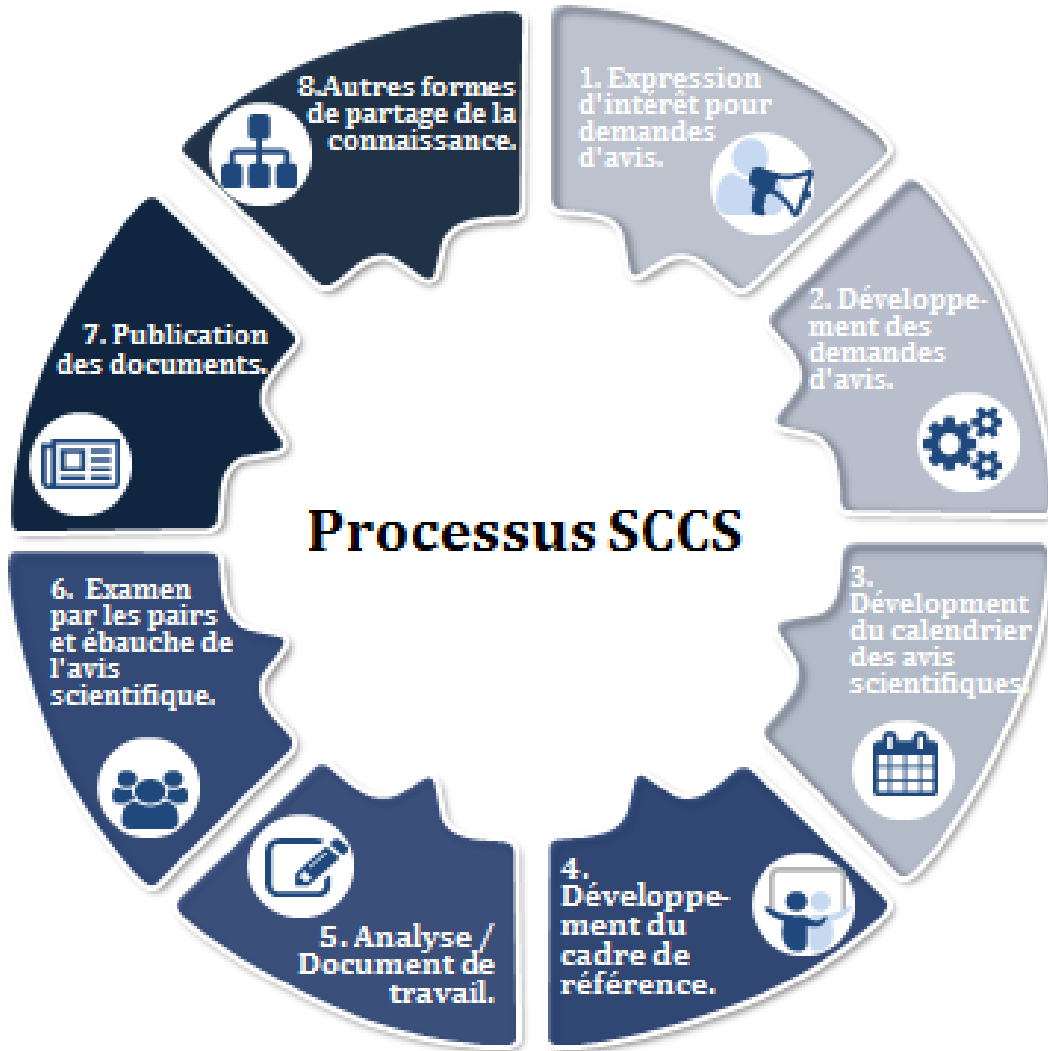 1. Expression
d'intérêt pour
demandes
d'avis.
2. Développe-
ment des
demandes
d'avis.
3.
Dévelopment
du calendrier
des avis
scientifiques.
4.
Développe-
ment du
cadre de
référence.
5. Analyse /
Document de
travail.
6. Examen
par les pairs
et ébauche de
l'avis
scientifique.
7. Publication
des documents.
8.Autres formes
de partage de la
connaissance.
Processus SCCS